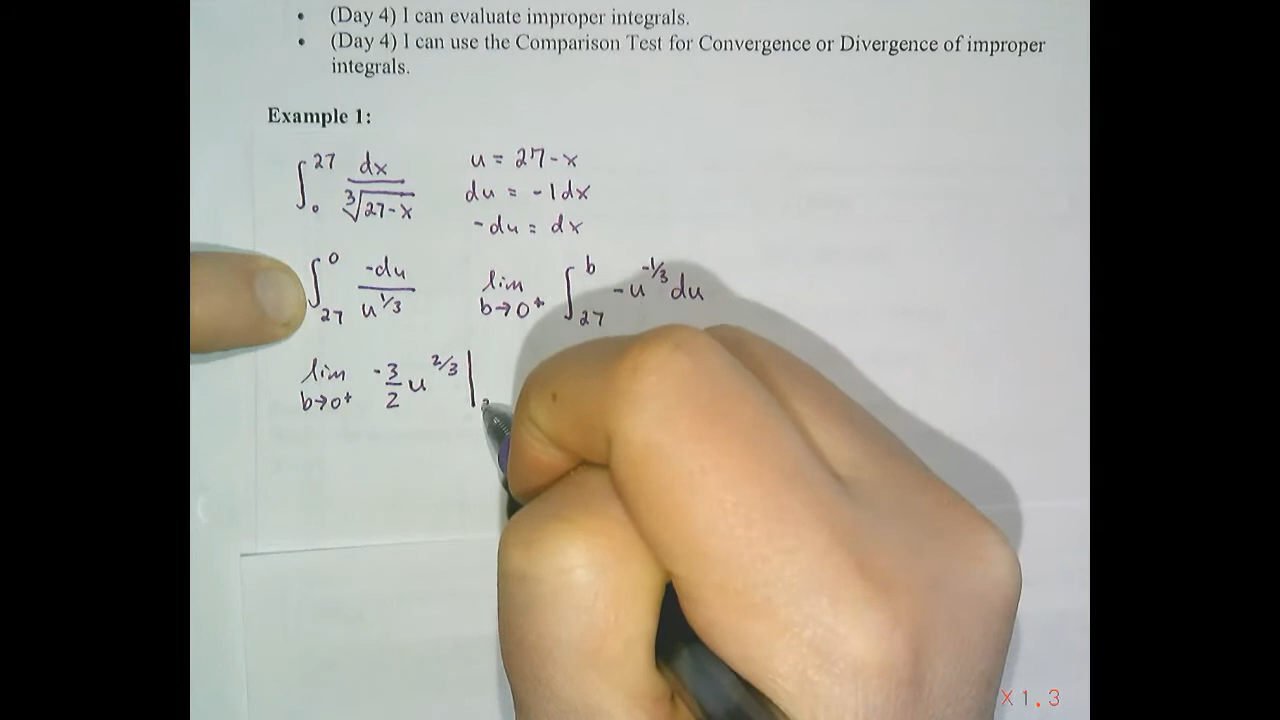 • (Day 4) I can evaluate improper integrals.
• (Day 4) I can use the Comparison Test for Convergence or Divergence of improper
integrals.
Example 1:
∫₀²⁷ dx/∛(27-x)
u = 27-x
du = -1dx
-du = dx
∫₂₇⁰ -du/u^(1/3)
lim b→0⁺ ∫₂₇ᵇ -u^(-1/3) du
lim b→0⁺ -3/2 u^(2/3) |
X1.3